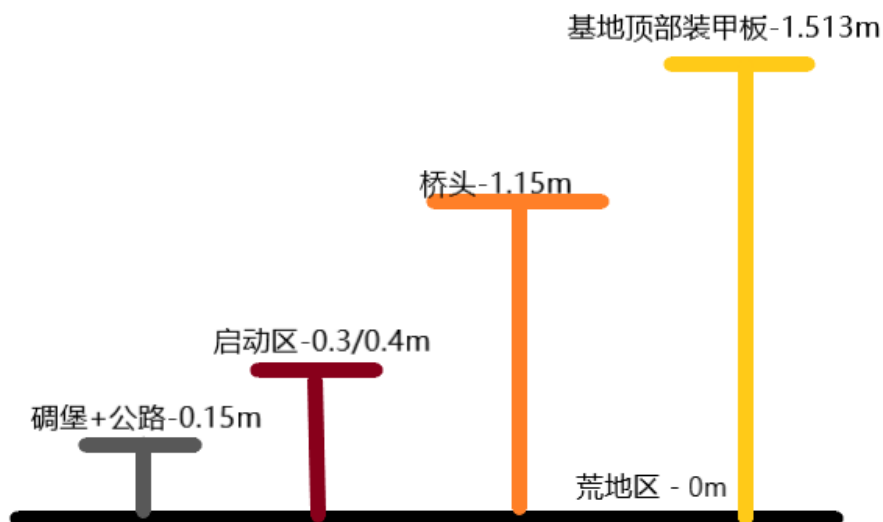 基地顶部装甲板-1.513m
桥头-1.15m
启动区-0.3/0.4m
碉堡+公路-0.15m
荒地区 - 0m